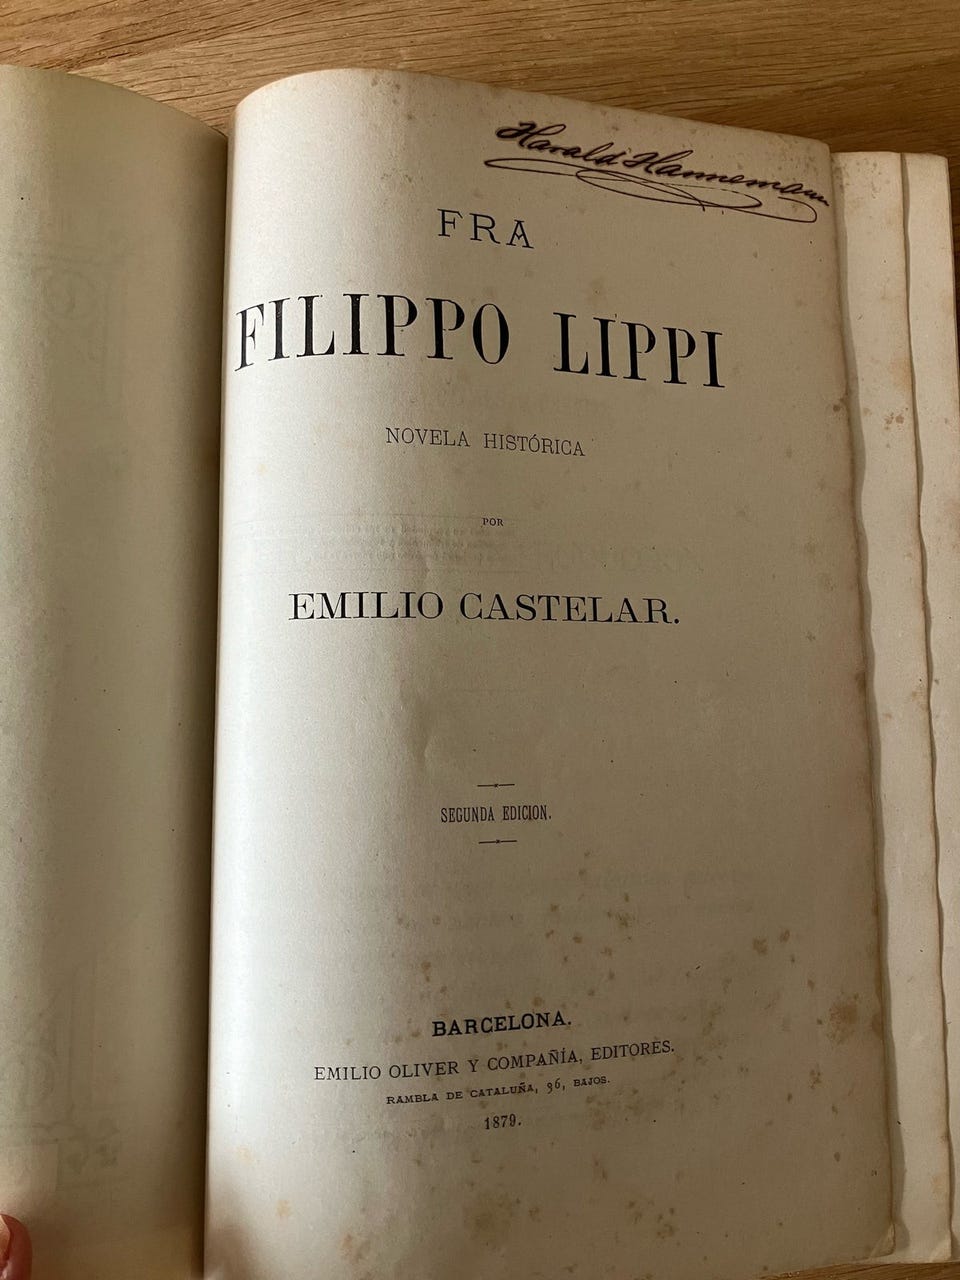 Harald Hannemann
FRA
FILIPPO LIPPI
NOVELA HISTÓRICA
POR
EMILIO CASTELAR.
SEGUNDA EDICION.
BARCELONA.
EMILIO OLIVER Y COMPAÑÍA, EDITORES.
RAMBLA DE CATALUÑA, 36, BAJOS.
1879.